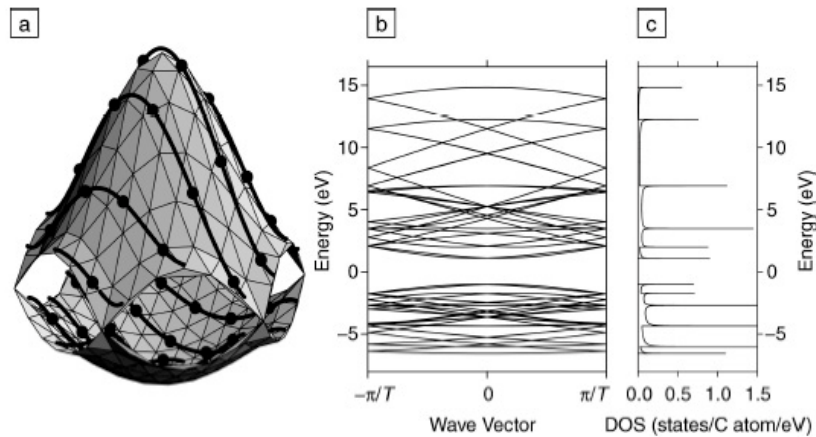 a
b
c
15
10
5
0
−5
Energy (eV)
−π/T
0
π/T
Wave Vector
15
10
5
0
−5
Energy (eV)
0.0
0.5
1.0
1.5
DOS (states/C atom/eV)